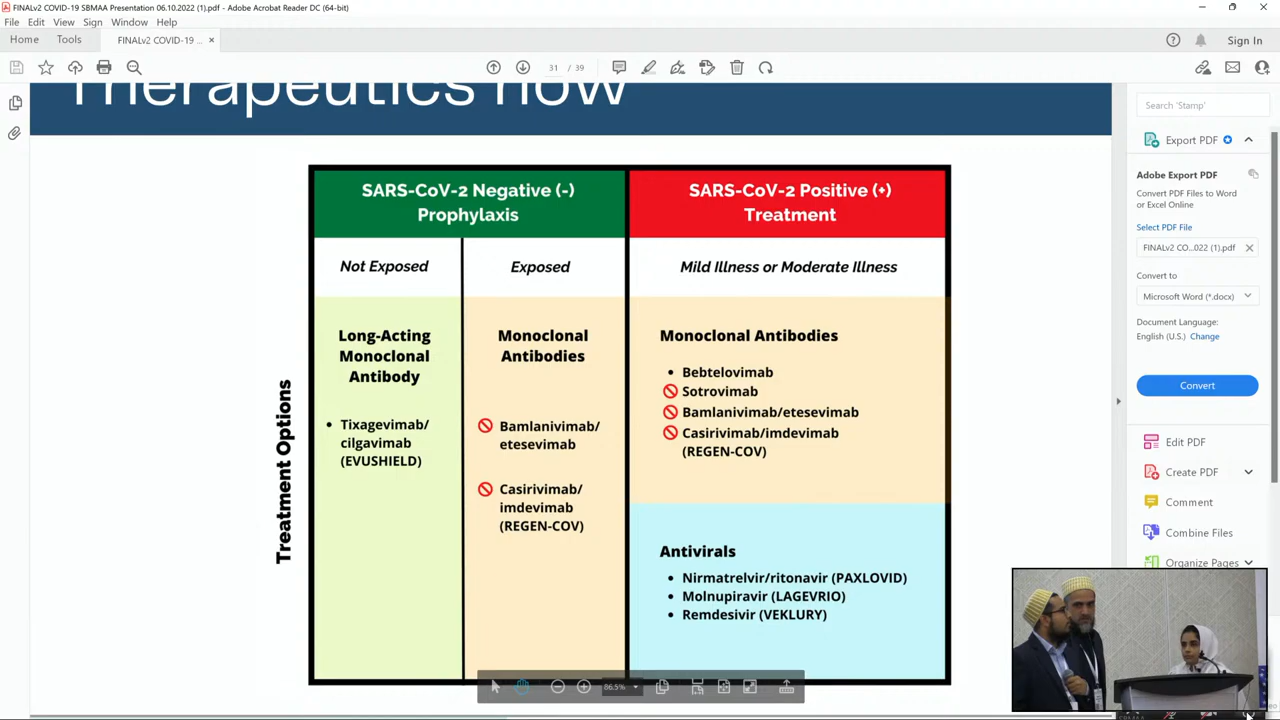 FINALv2 COVID-19 SBMAA Presentation 06.10.2022 (1).pdf - Adobe Acrobat Reader DC (64-bit)
File Edit View Sign Window Help
Home Tools FINALv2 COVID-19 ... × Sign In
31 / 39
Therapeutics now
SARS-CoV-2 Negative (-)
Prophylaxis
SARS-CoV-2 Positive (+)
Treatment
Not Exposed
Exposed
Mild Illness or Moderate Illness
Treatment Options
Long-Acting
Monoclonal
Antibody
• Tixagevimab/
cilgavimab
(EVUSHIELD)
Monoclonal
Antibodies
Bamlanivimab/
etesevimab
Casirivimab/
imdevimab
(REGEN-COV)
Monoclonal Antibodies
• Bebtelovimab
Sotrovimab
Bamlanivimab/etesevimab
Casirivimab/imdevimab
(REGEN-COV)
Antivirals
• Nirmatrelvir/ritonavir (PAXLOVID)
• Molnupiravir (LAGEVRIO)
• Remdesivir (VEKLURY)
86.5%
Search 'Stamp'
Export PDF
Adobe Export PDF
Convert PDF Files to Word
or Excel Online
Select PDF File
FINALv2 CO...022 (1).pdf
Convert to
Microsoft Word (*.docx)
Document Language:
English (U.S.) Change
Convert
Edit PDF
Create PDF
Comment
Combine Files
Organize Pages
SBMAA